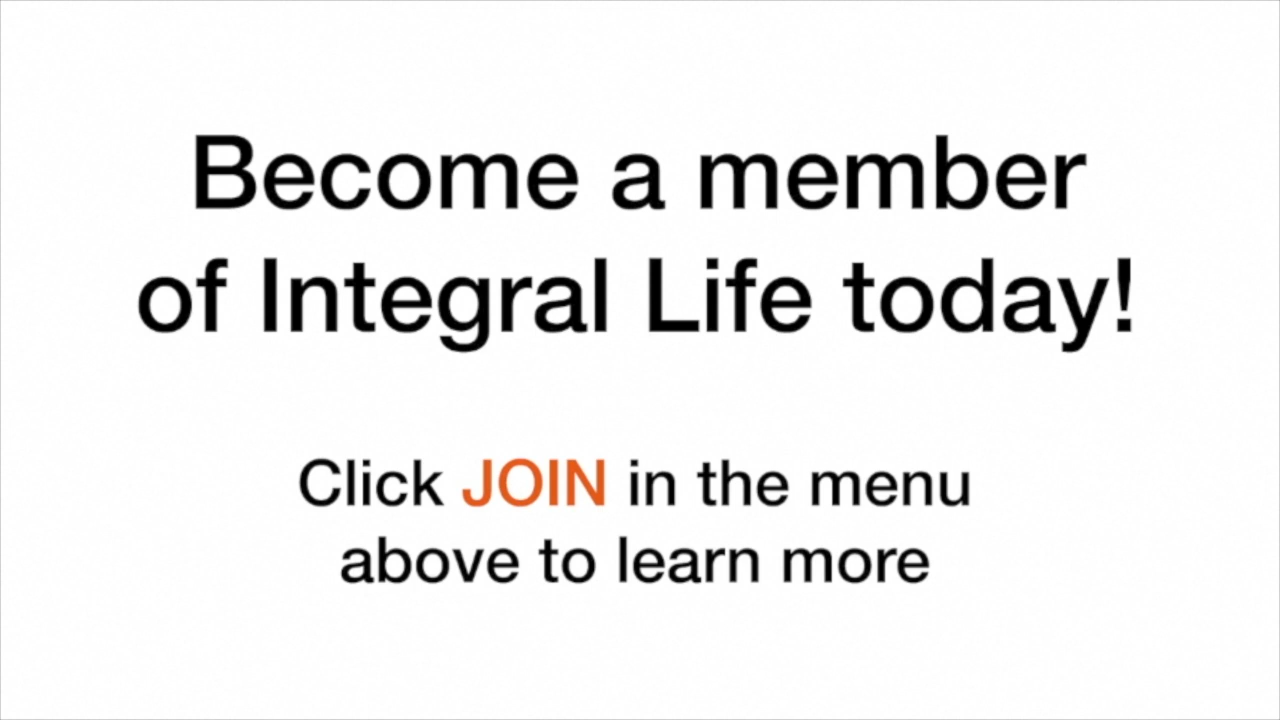 Become a member
of Integral Life today!
Click JOIN in the menu
above to learn more